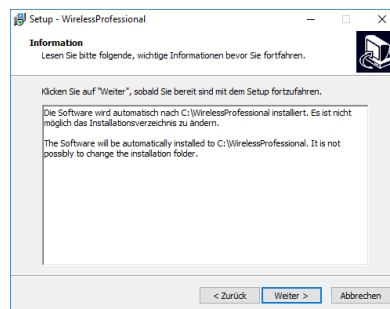 Setup - WirelessProfessional
Information
Lesen Sie bitte folgende, wichtige Informationen bevor Sie fortfahren.
Klicken Sie auf "Weiter", sobald Sie bereit sind mit dem Setup fortzufahren.
Die Software wird automatisch nach C:\WirelessProfessional installiert. Es ist nicht
möglich das Installationsverzeichnis zu ändern.
The Software will be automatically installed to C:\WirelessProfessional. It is not
possibly to change the installation folder.
< Zurück
Weiter >
Abbrechen